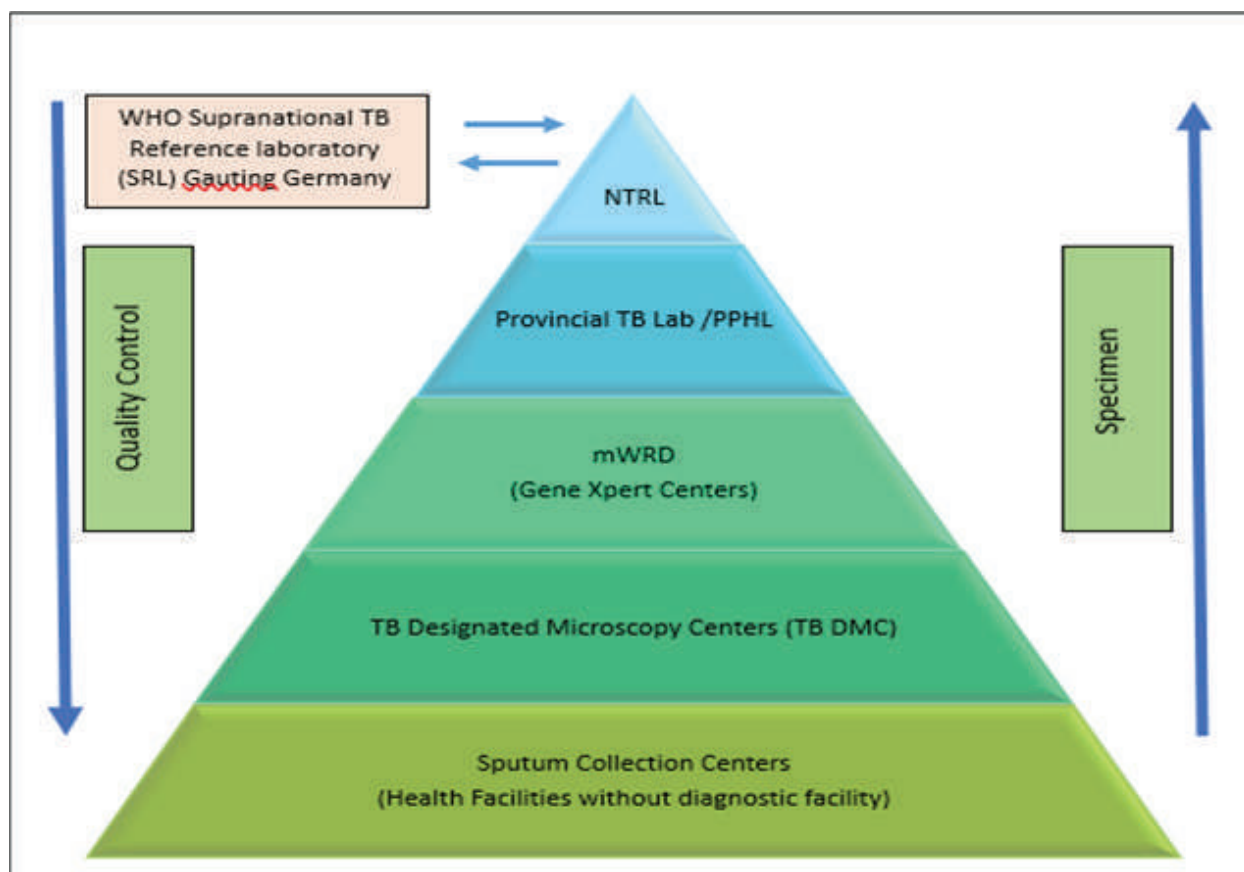 WHO Supranational TB
Reference laboratory
(SRL) Gauting Germany
NTRL
Quality Control
Provincial TB Lab /PPHL
Specimen
mWRD
(Gene Xpert Centers)
TB Designated Microscopy Centers (TB DMC)
Sputum Collection Centers
(Health Facilities without diagnostic facility)